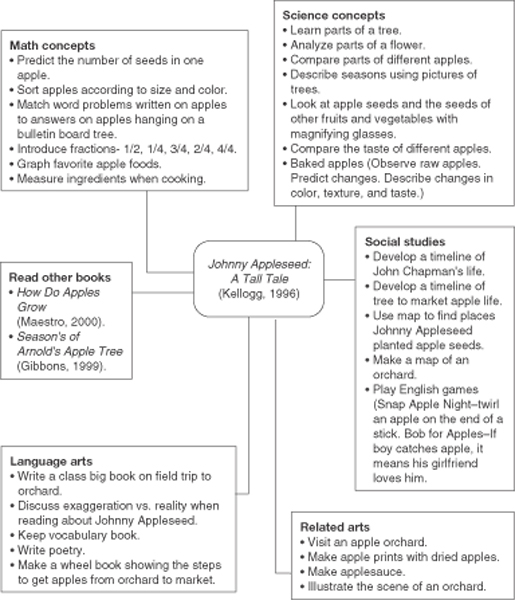 Math concepts
• Predict the number of seeds in one
apple.
• Sort apples according to size and color.
• Match word problems written on apples
to answers on apples hanging on a
bulletin board tree.
• Introduce fractions- 1/2, 1/4, 3/4, 2/4, 4/4.
• Graph favorite apple foods.
• Measure ingredients when cooking.
Science concepts
• Learn parts of a tree.
• Analyze parts of a flower.
• Compare parts of different apples.
• Describe seasons using pictures of
trees.
• Look at apple seeds and the seeds of
other fruits and vegetables with
magnifying glasses.
• Compare the taste of different apples.
• Baked apples (Observe raw apples.
Predict changes. Describe changes in
color, texture, and taste.)
Johnny Appleseed:
A Tall Tale
(Kellogg, 1996)
Read other books
• How Do Apples
Grow
(Maestro, 2000).
• Season's of
Arnold's Apple Tree
(Gibbons, 1999).
Social studies
• Develop a timeline of
John Chapman's life.
• Develop a timeline of
tree to market apple life.
• Use map to find places
Johnny Appleseed
planted apple seeds.
• Make a map of an
orchard.
• Play English games
(Snap Apple Night–twirl
an apple on the end of a
stick. Bob for Apples–If
boy catches apple, it
means his girlfriend
loves him.
Language arts
• Write a class big book on field trip to
orchard.
• Discuss exaggeration vs. reality when
reading about Johnny Appleseed.
• Keep vocabulary book.
• Write poetry.
• Make a wheel book showing the steps
to get apples from orchard to market.
Related arts
• Visit an apple orchard.
• Make apple prints with dried apples.
• Make applesauce.
• Illustrate the scene of an orchard.